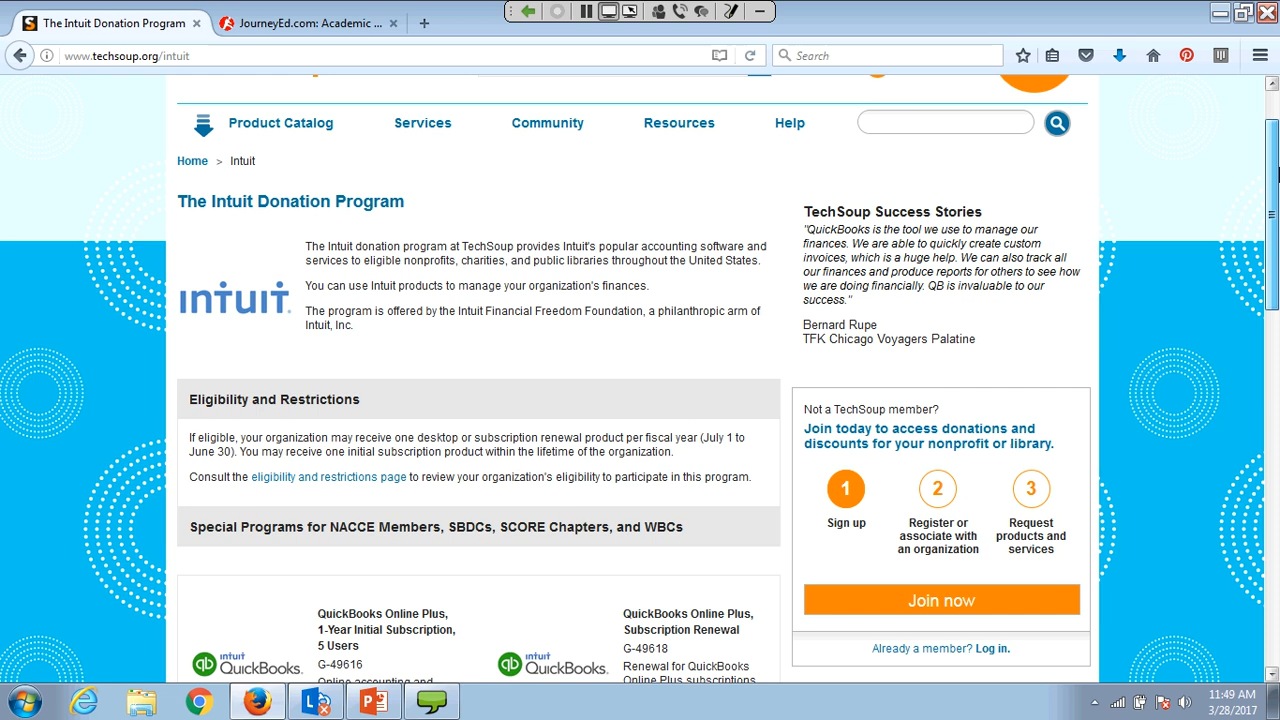 The Intuit Donation Program
JourneyEd.com: Academic ...
www.techsoup.org/intuit
Search
Product Catalog
Services
Community
Resources
Help
Home > Intuit
The Intuit Donation Program
intuit.
The Intuit donation program at TechSoup provides Intuit's popular accounting software and
services to eligible nonprofits, charities, and public libraries throughout the United States.
You can use Intuit products to manage your organization's finances.
The program is offered by the Intuit Financial Freedom Foundation, a philanthropic arm of
Intuit, Inc.
TechSoup Success Stories
"QuickBooks is the tool we use to manage our
finances. We are able to quickly create custom
invoices, which is a huge help. We can also track all
our finances and produce reports for others to see how
we are doing financially. QB is invaluable to our
success."
Bernard Rupe
TFK Chicago Voyagers Palatine
Eligibility and Restrictions
If eligible, your organization may receive one desktop or subscription renewal product per fiscal year (July 1 to
June 30). You may receive one initial subscription product within the lifetime of the organization.
Consult the eligibility and restrictions page to review your organization's eligibility to participate in this program.
Special Programs for NACCE Members, SBDCs, SCORE Chapters, and WBCs
Not a TechSoup member?
Join today to access donations and
discounts for your nonprofit or library.
1
Sign up
2
Register or
associate with
an organization
3
Request
products and
services
Join now
Already a member? Log in.
qb intuit
QuickBooks.
QuickBooks Online Plus,
1-Year Initial Subscription,
5 Users
G-49616
Online accounting and
qb intuit
QuickBooks.
QuickBooks Online Plus,
Subscription Renewal
G-49618
Renewal for QuickBooks
Online Plus subscriptions
11:49 AM
3/28/2017